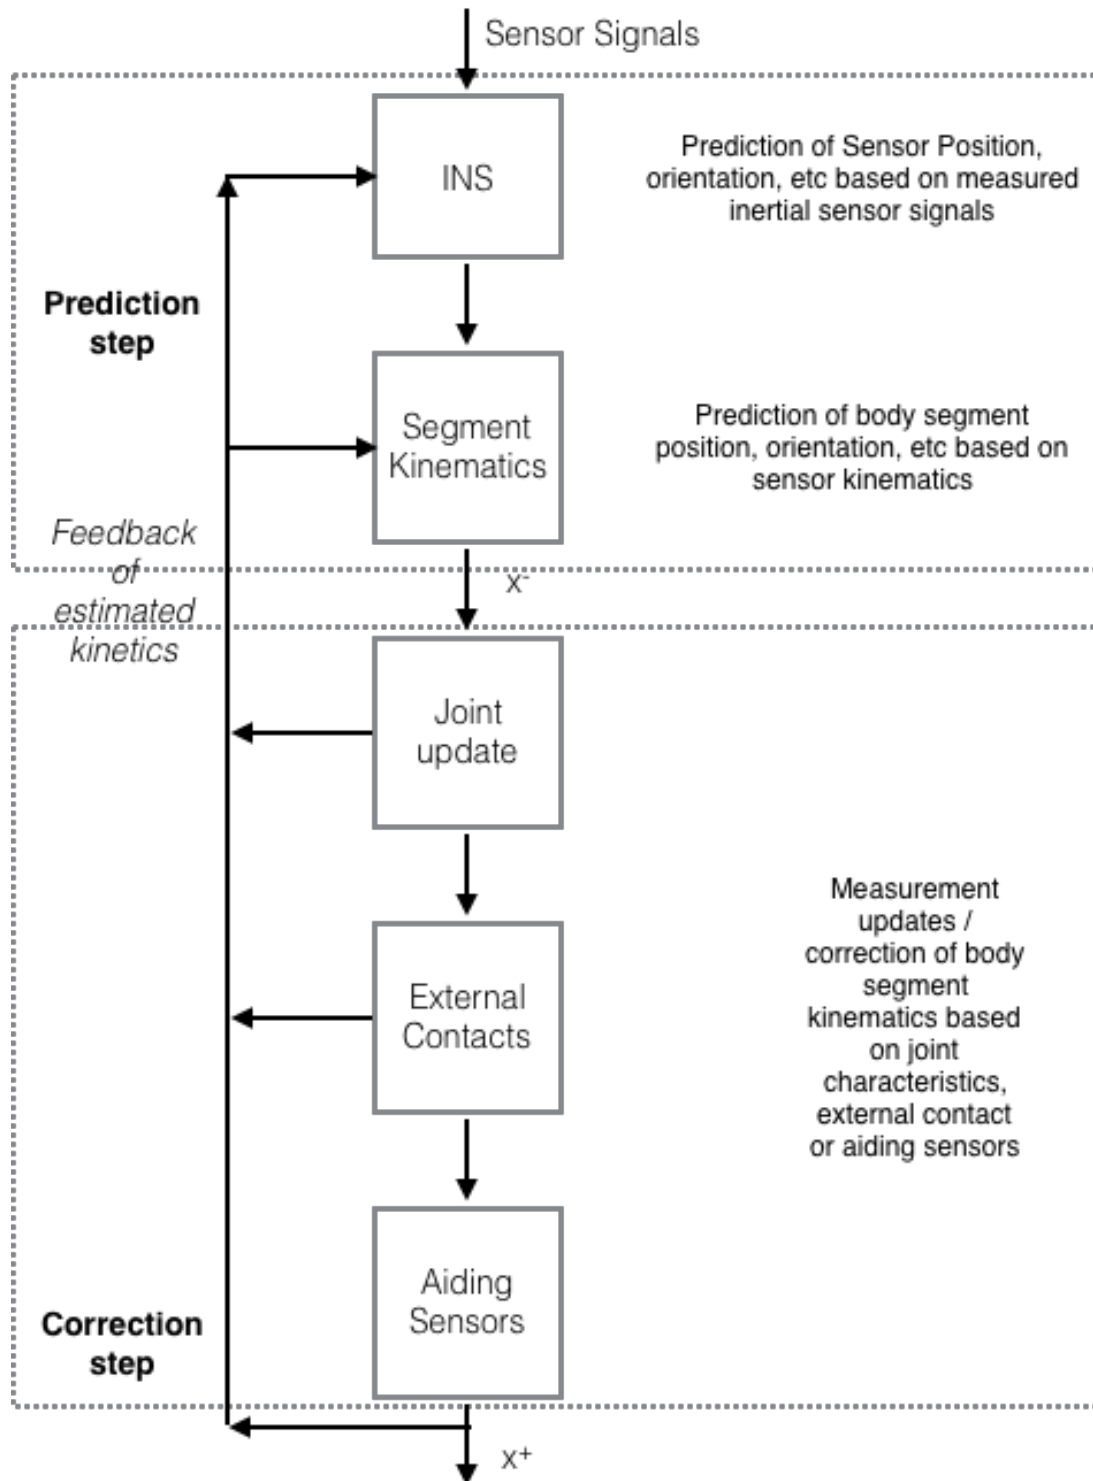 Sensor Signals
INS
Prediction of Sensor Position,
orientation, etc based on measured
inertial sensor signals
Prediction
step
Segment
Kinematics
Prediction of body segment
position, orientation, etc based on
sensor kinematics
Feedback
of
estimated
kinetics
x⁻
Joint
update
External
Contacts
Measurement
updates /
correction of body
segment
kinematics based
on joint
characteristics,
external contact
or aiding sensors
Aiding
Sensors
Correction
step
x⁺